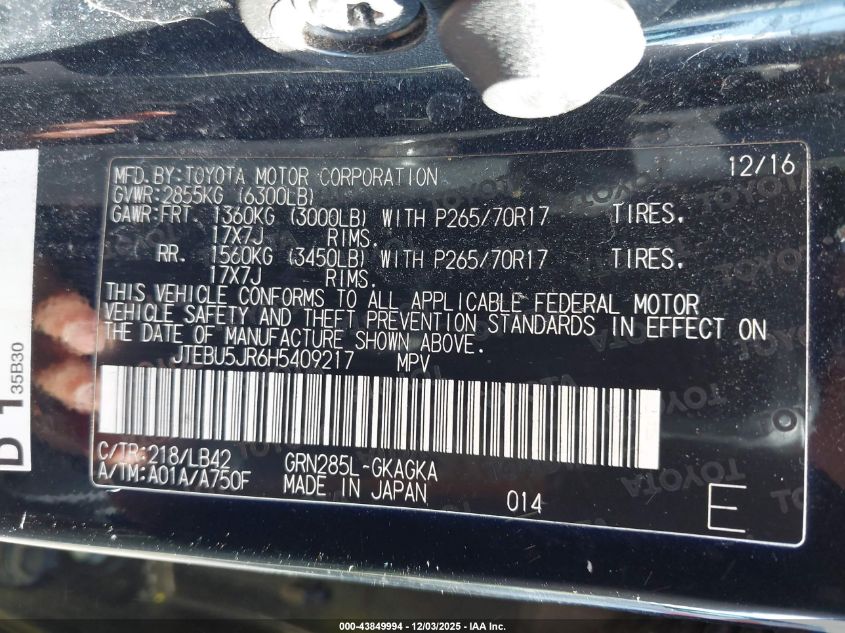 MFD.BY:TOYOTA MOTOR CORPORATION 12/16
GVWR:2855KG (6300LB)
GAWR:FRT. 1360KG (3000LB) WITH P265/70R17 TIRES.
17X7J RIMS.
RR. 1560KG (3450LB) WITH P265/70R17 TIRES.
17X7J RIMS.
THIS VEHICLE CONFORMS TO ALL APPLICABLE FEDERAL MOTOR
VEHICLE SAFETY AND THEFT PREVENTION STANDARDS IN EFFECT ON
THE DATE OF MANUFACTURE SHOWN ABOVE.
JTEBU5JR6H5409217 MPV
C/TR:218/LB42 GRN285L-GKAGKA
A/TM:A01A/A750F MADE IN JAPAN 014 E
D 1
35B30
000-43849994 - 12/03/2025 - IAA Inc.